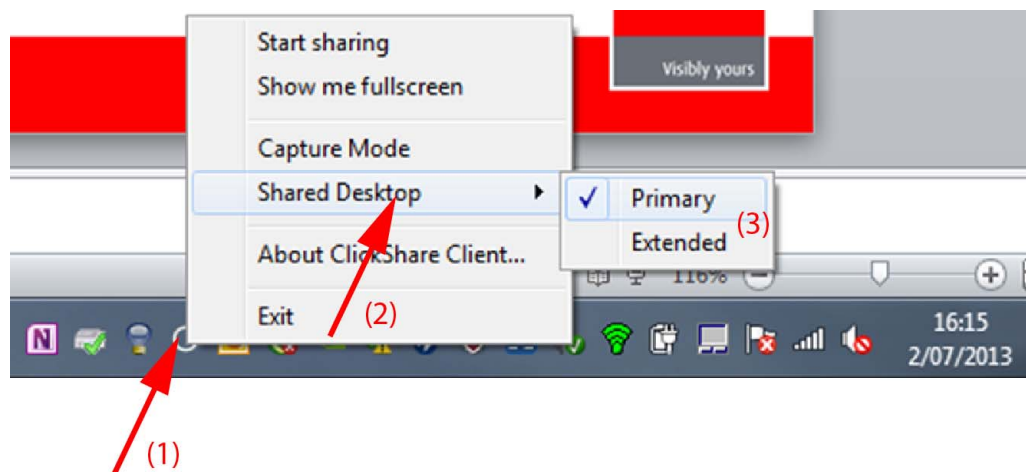 Start sharing
Show me fullscreen
Visibly yours
Capture Mode
Shared Desktop
Primary
(3)
Extended
About ClickShare Client...
116%
Exit
(2)
N
16:15
2/07/2013
(1)